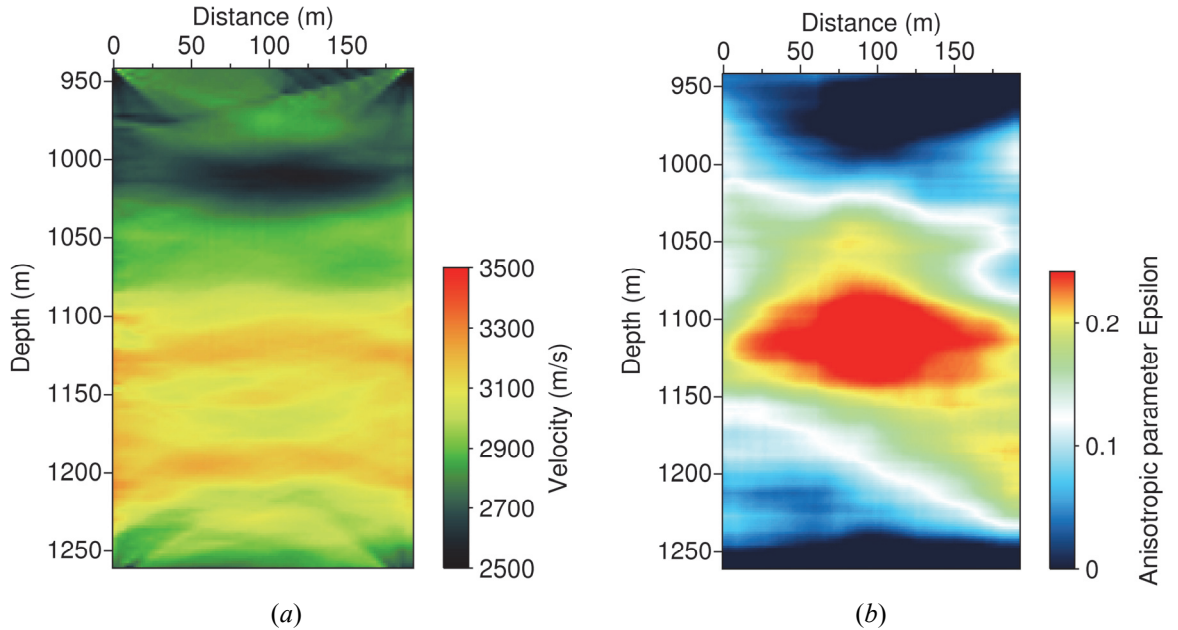 Distance (m)
0 50 100 150
950
1000
1050
1100
1150
1200
1250
Depth (m)
3500
3300
3100
2900
2700
2500
Velocity (m/s)
(a)
Distance (m)
0 50 100 150
950
1000
1050
1100
1150
1200
1250
Depth (m)
0.2
0.1
0
Anisotropic parameter Epsilon
(b)